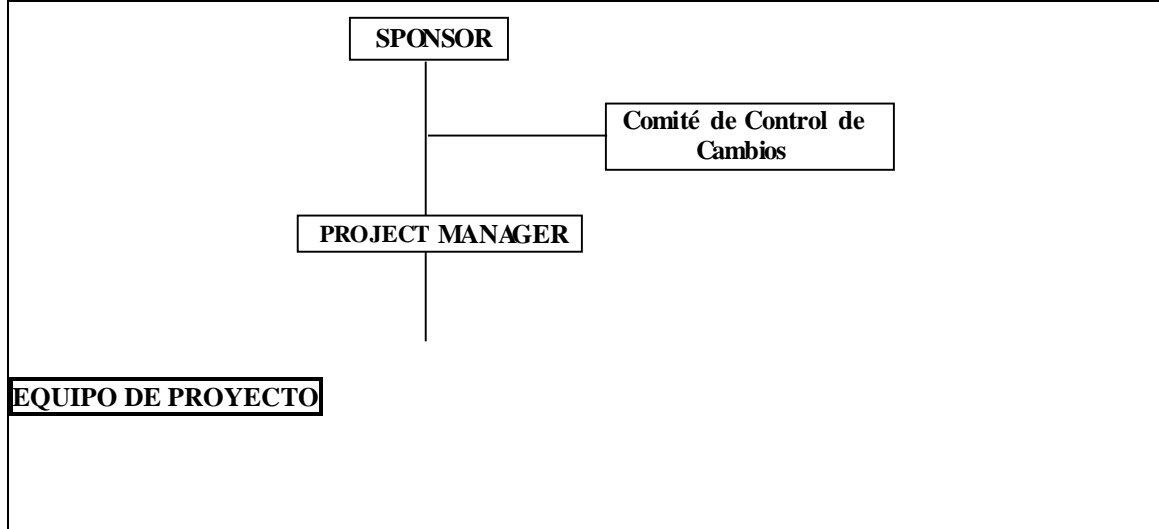 SPONSOR
Comité de Control de
Cambios
PROJECT MANAGER
EQUIPO DE PROYECTO